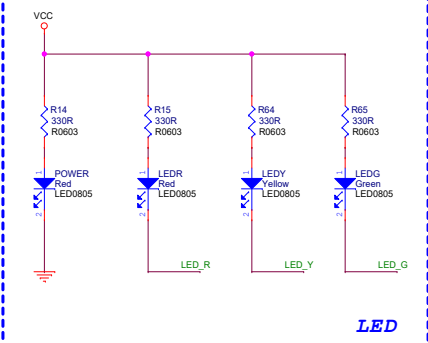 VCC
R14
330R
R0603
R15
330R
R0603
R64
330R
R0603
R65
330R
R0603
1
POWER
Red
LED0805
2
1
LEDR
Red
LED0805
2
1
LEDY
Yellow
LED0805
2
1
LEDG
Green
LED0805
2
LED_R
LED_Y
LED_G
LED